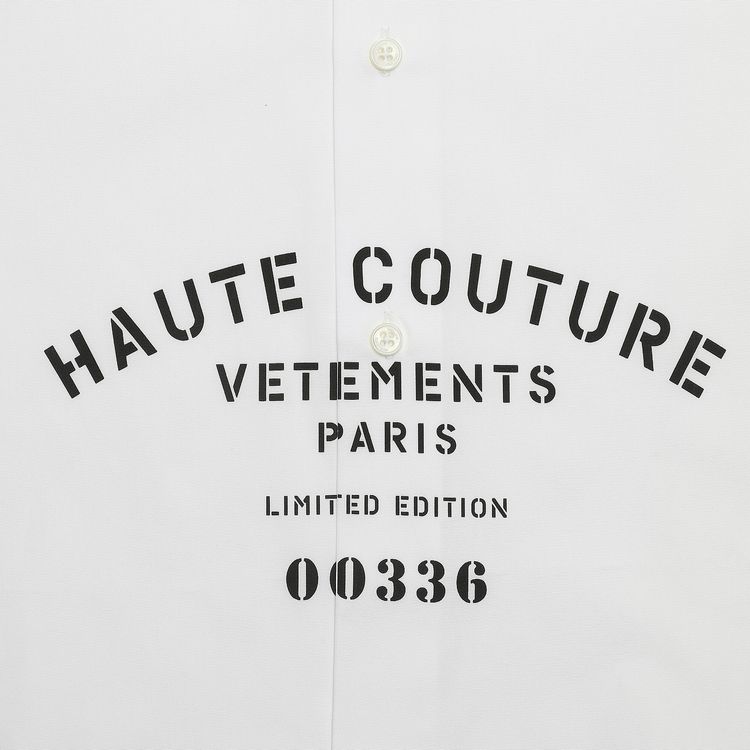 HAUTE COUTURE
VETEMENTS
PARIS
LIMITED EDITION
00336